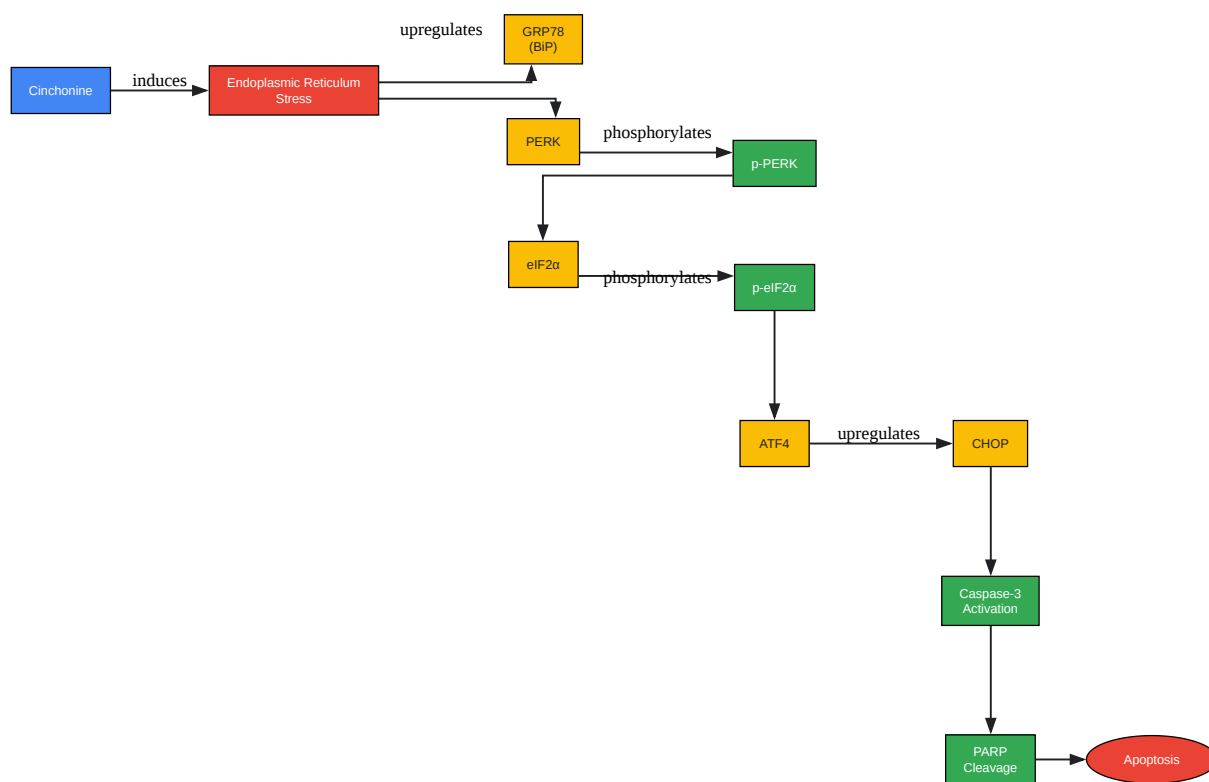 upregulates
GRP78
(BiP)
Cinchonine
induces
Endoplasmic Reticulum
Stress
PERK
phosphorylates
p-PERK
eIF2α
phosphorylates
p-eIF2α
ATF4
upregulates
CHOP
Caspase-3
Activation
PARP
Cleavage
Apoptosis